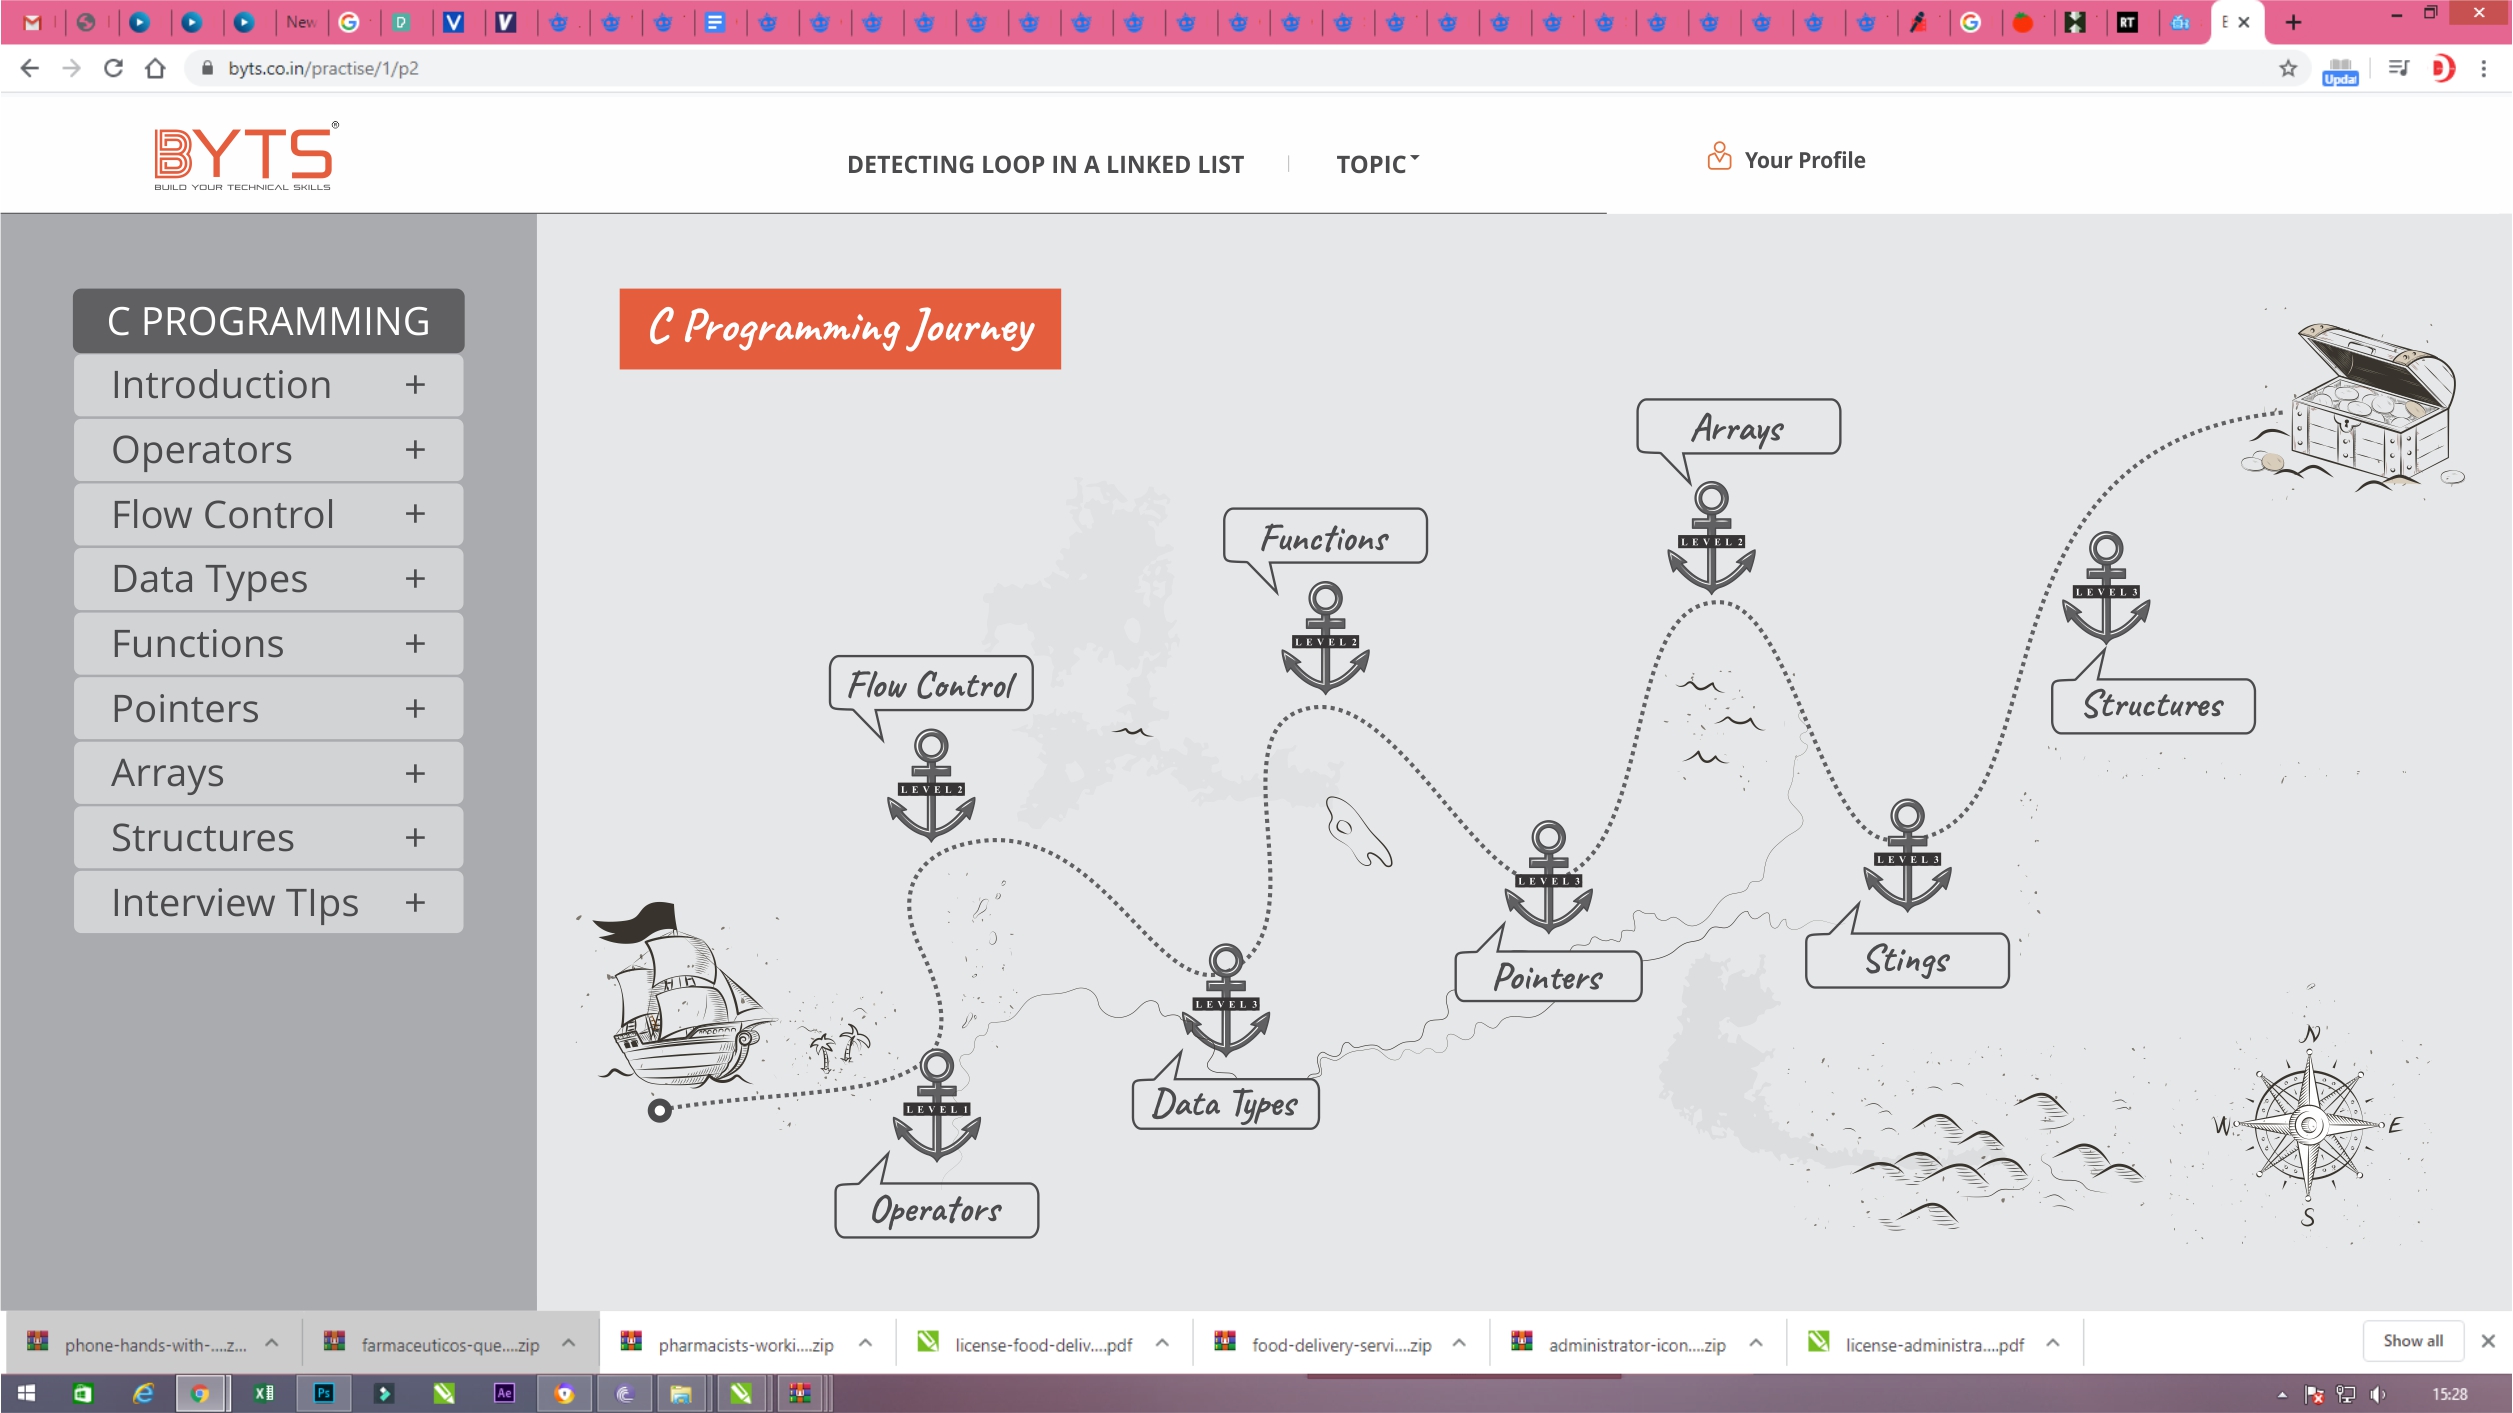 New
byts.co.in/practise/1/p2
Updat
BYTS®
BUILD YOUR TECHNICAL SKILLS
DETECTING LOOP IN A LINKED LIST
TOPIC
Your Profile
C PROGRAMMING
Introduction +
Operators +
Flow Control +
Data Types +
Functions +
Pointers +
Arrays +
Structures +
Interview TIps +
C Programming Journey
Arrays
LEVEL 2
Functions
LEVEL 2
LEVEL 3
Structures
Flow Control
LEVEL 2
LEVEL 3
Pointers
LEVEL 3
Stings
LEVEL 3
Data Types
LEVEL 1
Operators
N
W
E
S
phone-hands-with-....z...
farmaceuticos-que....zip
pharmacists-worki....zip
license-food-deliv....pdf
food-delivery-servi....zip
administrator-icon....zip
license-administra....pdf
Show all
Ps
Ae
15:28